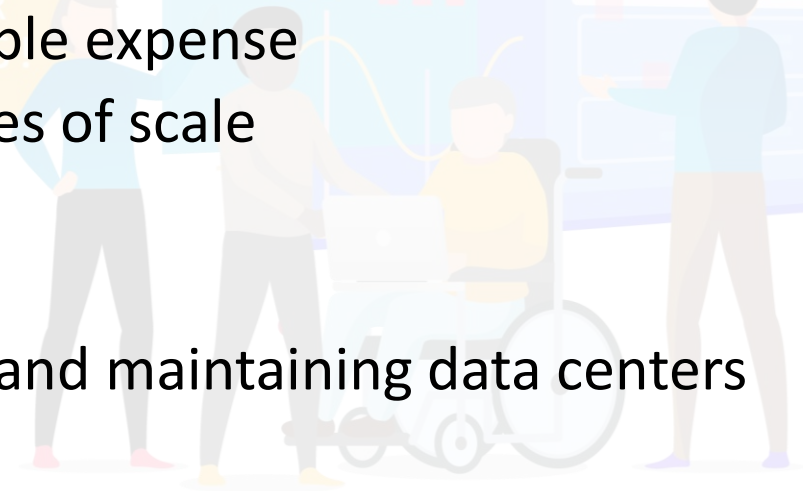 ble expense
es of scale
and maintaining data centers